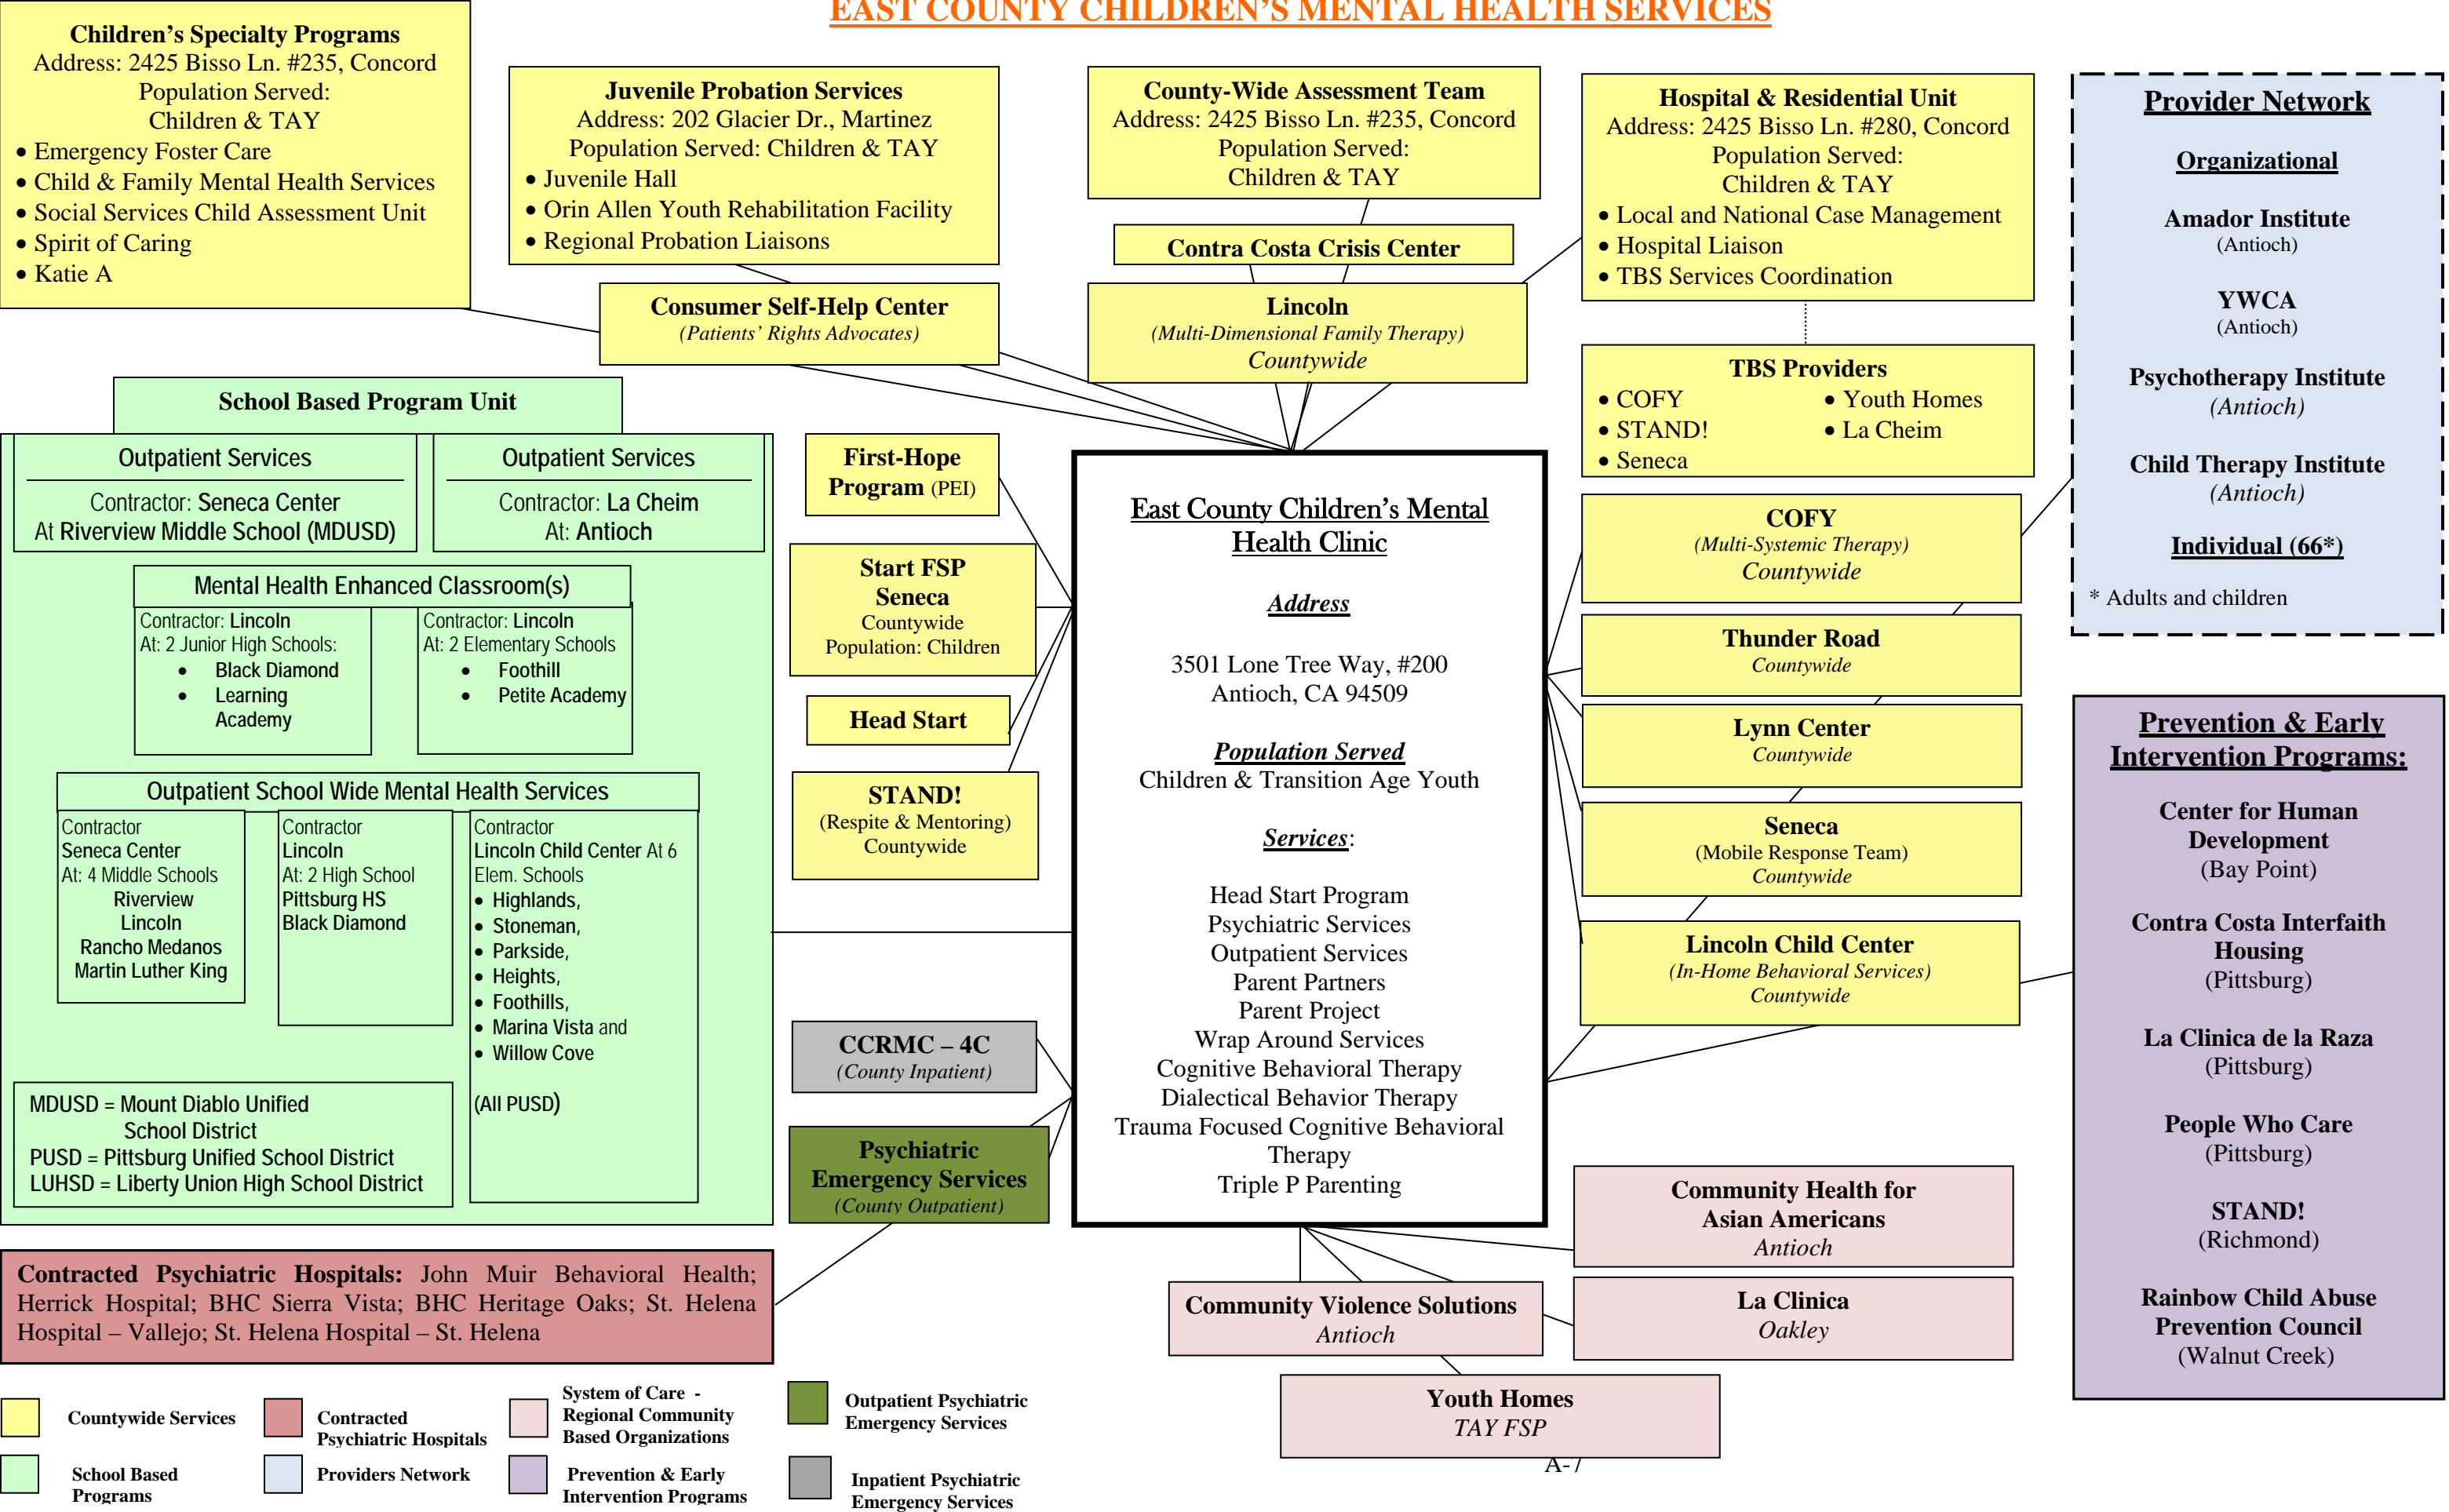 EAST COUNTY CHILDREN'S MENTAL HEALTH SERVICES
Children's Specialty Programs
Address: 2425 Bisso Ln. #235, Concord
Population Served:
Children & TAY
• Emergency Foster Care
• Child & Family Mental Health Services
• Social Services Child Assessment Unit
• Spirit of Caring
• Katie A
Juvenile Probation Services
Address: 202 Glacier Dr., Martinez
Population Served: Children & TAY
• Juvenile Hall
• Orin Allen Youth Rehabilitation Facility
• Regional Probation Liaisons
County-Wide Assessment Team
Address: 2425 Bisso Ln. #235, Concord
Population Served:
Children & TAY
Hospital & Residential Unit
Address: 2425 Bisso Ln. #280, Concord
Population Served:
Children & TAY
• Local and National Case Management
• Hospital Liaison
• TBS Services Coordination
Provider Network
Organizational
Amador Institute
(Antioch)
YWCA
(Antioch)
Psychotherapy Institute
(Antioch)
Child Therapy Institute
(Antioch)
Individual (66*)
* Adults and children
Contra Costa Crisis Center
Consumer Self-Help Center
(Patients' Rights Advocates)
Lincoln
(Multi-Dimensional Family Therapy)
Countywide
TBS Providers
• COFY
• STAND!
• Seneca
• Youth Homes
• La Cheim
School Based Program Unit
Outpatient Services
Contractor: Seneca Center
At Riverview Middle School (MDUSD)
Outpatient Services
Contractor: La Cheim
At: Antioch
Mental Health Enhanced Classroom(s)
Contractor: Lincoln
At: 2 Junior High Schools:
• Black Diamond
• Learning
Academy
Contractor: Lincoln
At: 2 Elementary Schools
• Foothill
• Petite Academy
Outpatient School Wide Mental Health Services
Contractor
Seneca Center
At: 4 Middle Schools
Riverview
Lincoln
Rancho Medanos
Martin Luther King
Contractor
Lincoln
At: 2 High School
Pittsburg HS
Black Diamond
Contractor
Lincoln Child Center At 6
Elem. Schools
• Highlands,
• Stoneman,
• Parkside,
• Heights,
• Foothills,
• Marina Vista and
• Willow Cove
(All PUSD)
MDUSD = Mount Diablo Unified
School District
PUSD = Pittsburg Unified School District
LUHSD = Liberty Union High School District
First-Hope
Program (PEI)
Start FSP
Seneca
Countywide
Population: Children
Head Start
STAND!
(Respite & Mentoring)
Countywide
CCRMC – 4C
(County Inpatient)
Psychiatric
Emergency Services
(County Outpatient)
East County Children's Mental
Health Clinic
Address
3501 Lone Tree Way, #200
Antioch, CA 94509
Population Served
Children & Transition Age Youth
Services:
Head Start Program
Psychiatric Services
Outpatient Services
Parent Partners
Parent Project
Wrap Around Services
Cognitive Behavioral Therapy
Dialectical Behavior Therapy
Trauma Focused Cognitive Behavioral
Therapy
Triple P Parenting
COFY
(Multi-Systemic Therapy)
Countywide
Thunder Road
Countywide
Lynn Center
Countywide
Seneca
(Mobile Response Team)
Countywide
Lincoln Child Center
(In-Home Behavioral Services)
Countywide
Prevention & Early
Intervention Programs:
Center for Human
Development
(Bay Point)
Contra Costa Interfaith
Housing
(Pittsburg)
La Clinica de la Raza
(Pittsburg)
People Who Care
(Pittsburg)
STAND!
(Richmond)
Rainbow Child Abuse
Prevention Council
(Walnut Creek)
Community Health for
Asian Americans
Antioch
Community Violence Solutions
Antioch
La Clinica
Oakley
Youth Homes
TAY FSP
A-7
Contracted Psychiatric Hospitals: John Muir Behavioral Health;
Herrick Hospital; BHC Sierra Vista; BHC Heritage Oaks; St. Helena
Hospital – Vallejo; St. Helena Hospital – St. Helena
Countywide Services
Contracted
Psychiatric Hospitals
System of Care -
Regional Community
Based Organizations
Outpatient Psychiatric
Emergency Services
School Based
Programs
Providers Network
Prevention & Early
Intervention Programs
Inpatient Psychiatric
Emergency Services